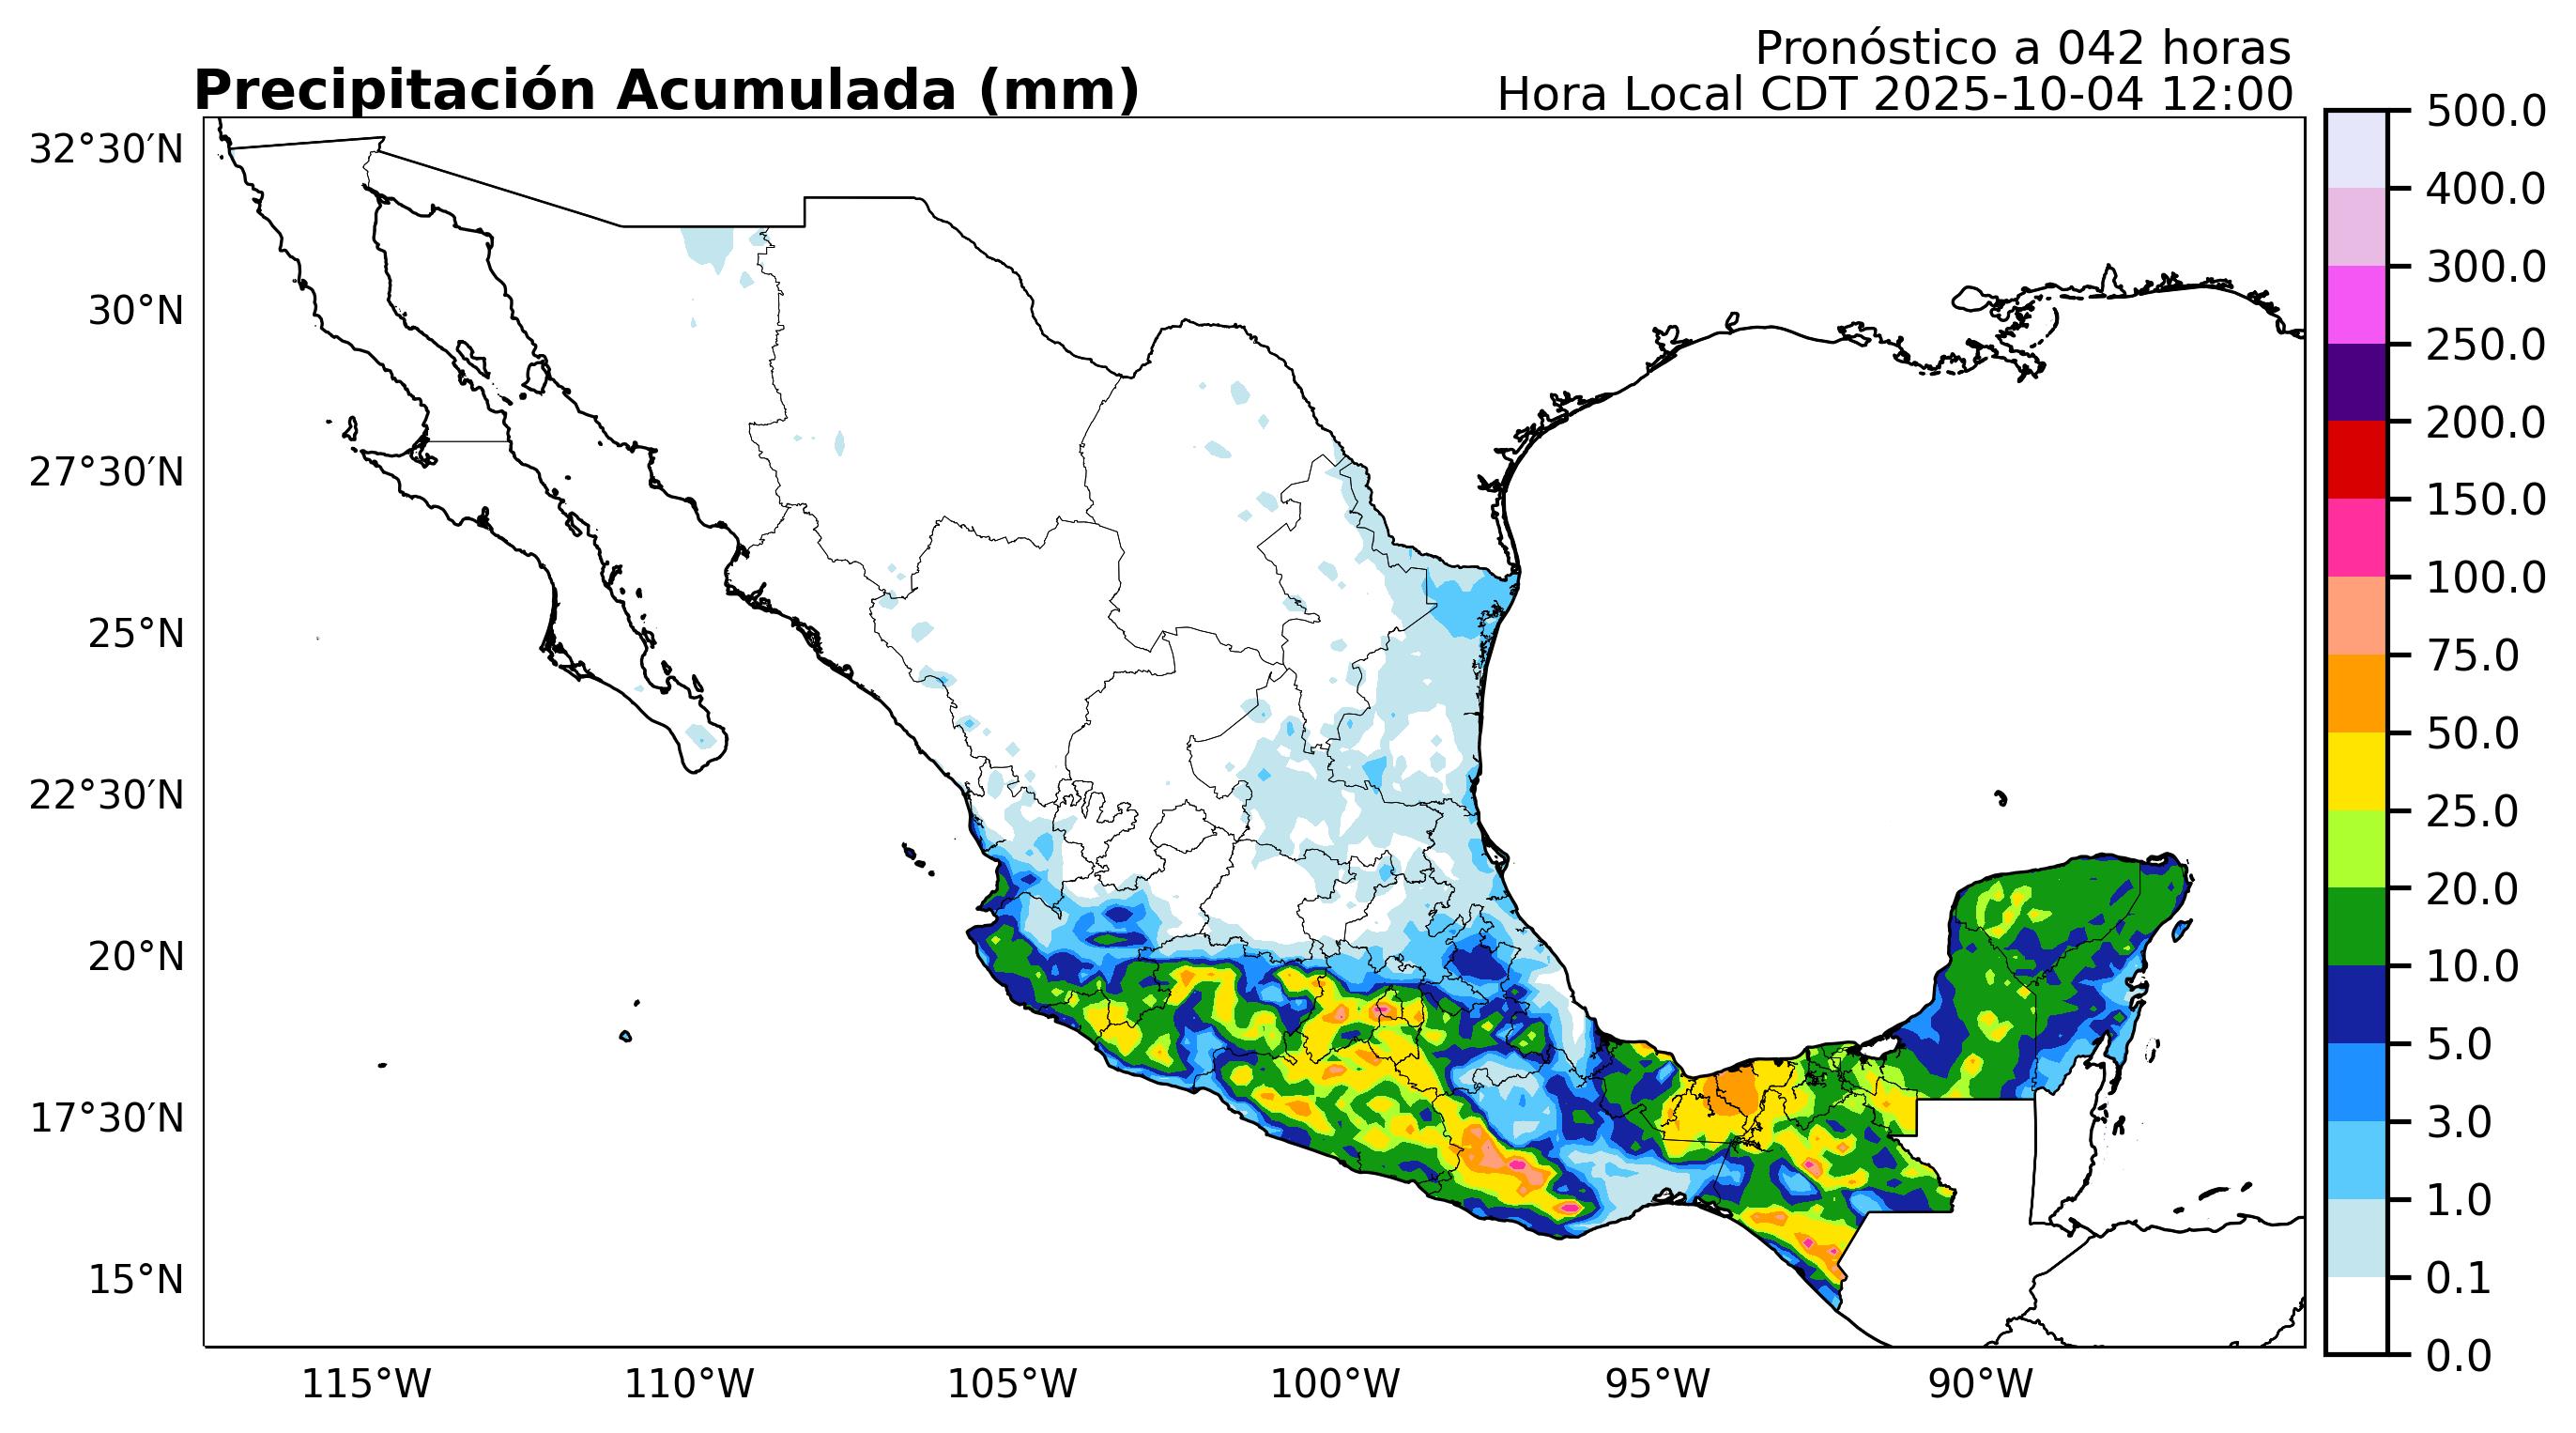 Pronóstico a 042 horas
Precipitación Acumulada (mm)
Hora Local CDT 2025-10-04 12:00
32°30′N
30°N
27°30′N
25°N
22°30′N
20°N
17°30′N
15°N
115°W
110°W
105°W
100°W
95°W
90°W
500.0
400.0
300.0
250.0
200.0
150.0
100.0
75.0
50.0
25.0
20.0
10.0
5.0
3.0
1.0
0.1
0.0